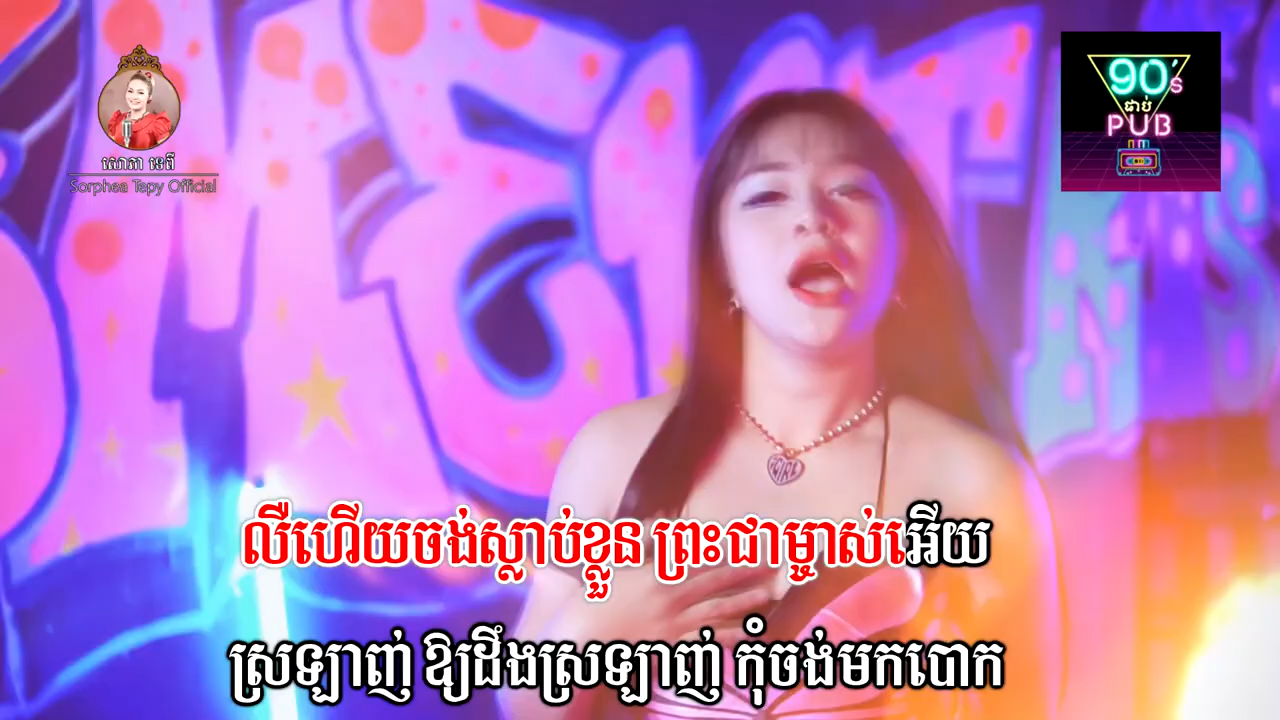 សោភា ទេពី
Sorphea Tepy Official
90's
ជាប់
PUB
GIRL
លឺហើយចង់ស្លាប់ខ្លួន ព្រះជាម្ចាស់អើយ
ស្រឡាញ់ ឱ្យដឹងស្រឡាញ់ កុំចង់មកបោក